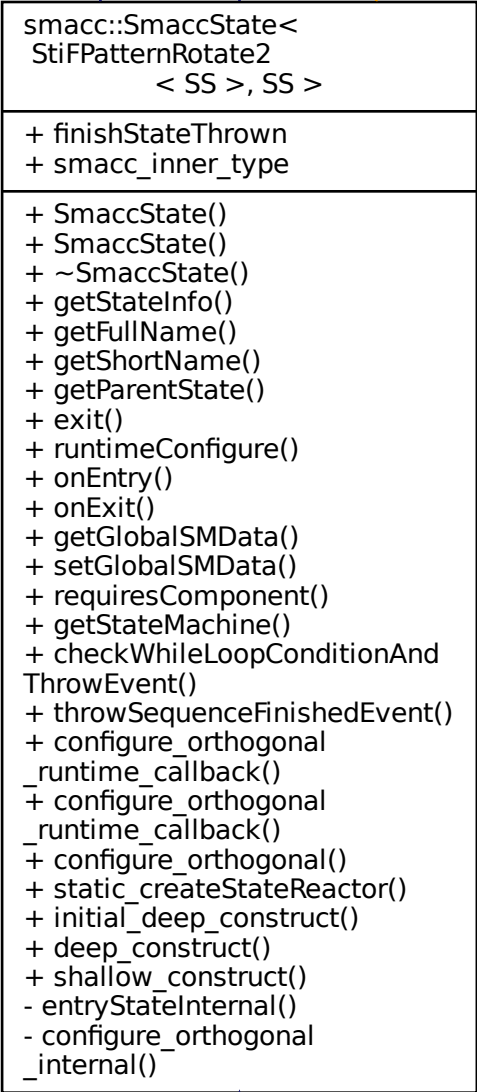 smacc::SmaccState<
StiFPatternRotate2
< SS >, SS >
+ finishStateThrown
+ smacc_inner_type
+ SmaccState()
+ SmaccState()
+ ~SmaccState()
+ getStateInfo()
+ getFullName()
+ getShortName()
+ getParentState()
+ exit()
+ runtimeConfigure()
+ onEntry()
+ onExit()
+ getGlobalSMData()
+ setGlobalSMData()
+ requiresComponent()
+ getStateMachine()
+ checkWhileLoopConditionAnd
ThrowEvent()
+ throwSequenceFinishedEvent()
+ configure_orthogonal
_runtime_callback()
+ configure_orthogonal
_runtime_callback()
+ configure_orthogonal()
+ static_createStateReactor()
+ initial_deep_construct()
+ deep_construct()
+ shallow_construct()
- entryStateInternal()
- configure_orthogonal
_internal()